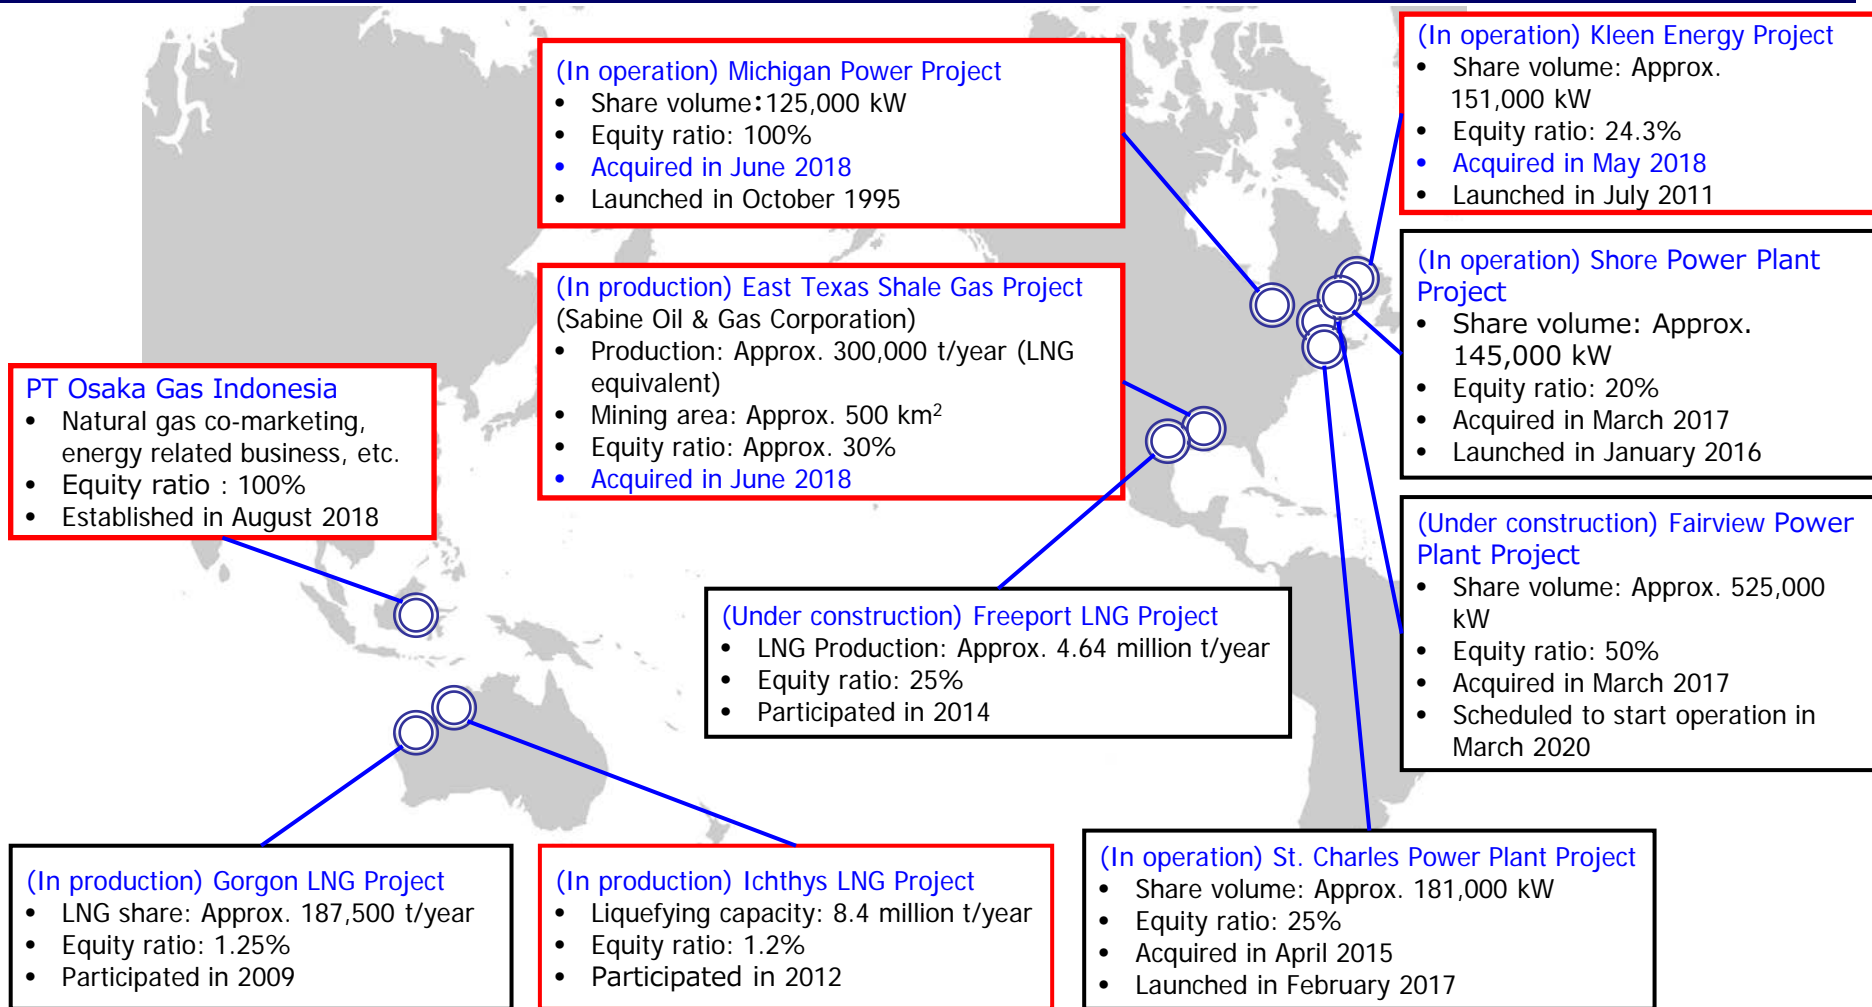 (In operation) Michigan Power Project
• Share volume:125,000 kW
• Equity ratio: 100%
• Acquired in June 2018
• Launched in October 1995
(In operation) Kleen Energy Project
• Share volume: Approx.
151,000 kW
• Equity ratio: 24.3%
• Acquired in May 2018
• Launched in July 2011
(In production) East Texas Shale Gas Project
(Sabine Oil & Gas Corporation)
• Production: Approx. 300,000 t/year (LNG
equivalent)
• Mining area: Approx. 500 km²
• Equity ratio: Approx. 30%
• Acquired in June 2018
(In operation) Shore Power Plant
Project
• Share volume: Approx.
145,000 kW
• Equity ratio: 20%
• Acquired in March 2017
• Launched in January 2016
PT Osaka Gas Indonesia
• Natural gas co-marketing,
energy related business, etc.
• Equity ratio : 100%
• Established in August 2018
(Under construction) Fairview Power
Plant Project
• Share volume: Approx. 525,000
kW
• Equity ratio: 50%
• Acquired in March 2017
• Scheduled to start operation in
March 2020
(Under construction) Freeport LNG Project
• LNG Production: Approx. 4.64 million t/year
• Equity ratio: 25%
• Participated in 2014
(In production) Gorgon LNG Project
• LNG share: Approx. 187,500 t/year
• Equity ratio: 1.25%
• Participated in 2009
(In production) Ichthys LNG Project
• Liquefying capacity: 8.4 million t/year
• Equity ratio: 1.2%
• Participated in 2012
(In operation) St. Charles Power Plant Project
• Share volume: Approx. 181,000 kW
• Equity ratio: 25%
• Acquired in April 2015
• Launched in February 2017